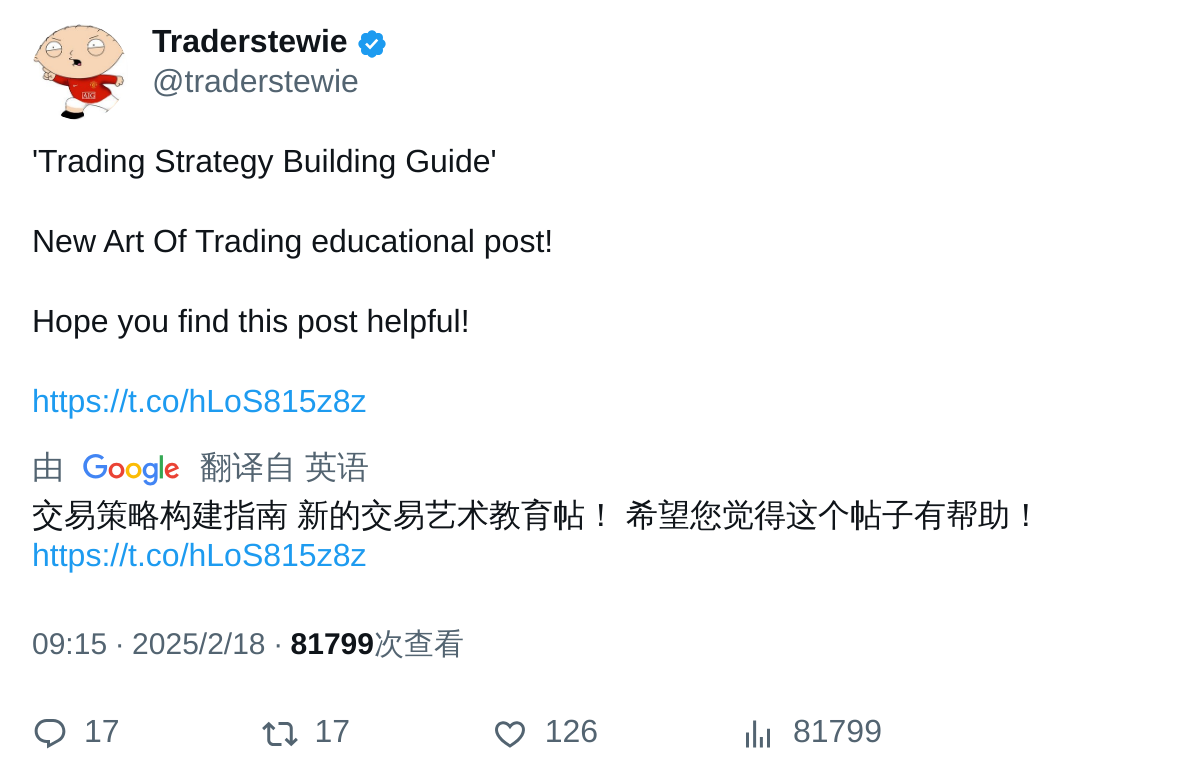 Traderstewie
@traderstewie
AIG
'Trading Strategy Building Guide'
New Art Of Trading educational post!
Hope you find this post helpful!
https://t.co/hLoS815z8z
由 Google 翻译自 英语
交易策略构建指南 新的交易艺术教育帖！ 希望您觉得这个帖子有帮助！
https://t.co/hLoS815z8z
09:15 · 2025/2/18 · 81799次查看
17 17 126 81799